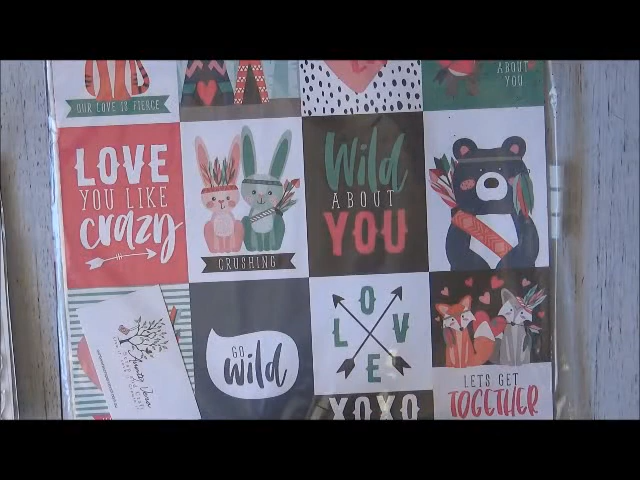 OUR LOVE IS FIERCE
ABOUT
YOU
LOVE
YOU LIKE
crazy
CRUSHING
Wild
ABOUT
YOU
GO
wild
LOVE
XOXO
LETS GET
TOGETHER